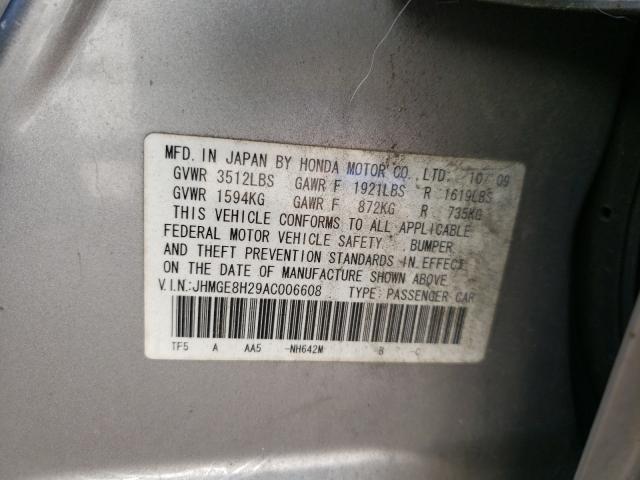 MFD. IN JAPAN BY HONDA MOTOR CO., LTD. 10/09
GVWR 3512LBS GAWR F 1921LBS R 1619LBS
GVWR 1594KG GAWR F 872KG R 735KG
THIS VEHICLE CONFORMS TO ALL APPLICABLE
FEDERAL MOTOR VEHICLE SAFETY, BUMPER
AND THEFT PREVENTION STANDARDS IN EFFECT
ON THE DATE OF MANUFACTURE SHOWN ABOVE
V.I.N.:JHMGE8H29AC006608 TYPE: PASSENGER CAR
TF5 A AA5 -NH642M B -C